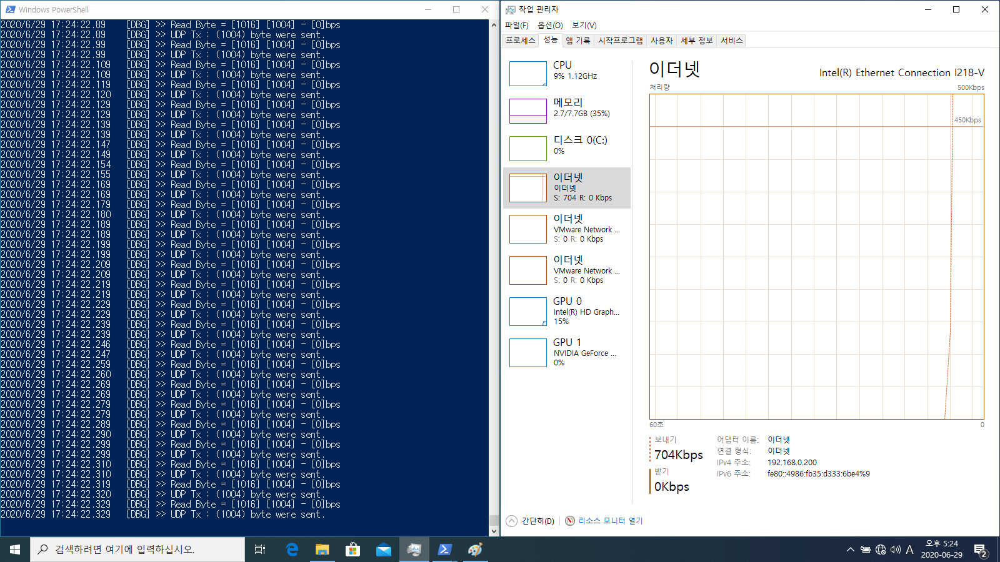 Windows PowerShell
2020/6/29 17:24:22.89 [DBG] >> Read Byte = [1016] [1004] - [0]bps
2020/6/29 17:24:22.89 [DBG] >> UDP Tx : (1004) byte were sent.
2020/6/29 17:24:22.99 [DBG] >> Read Byte = [1016] [1004] - [0]bps
2020/6/29 17:24:22.99 [DBG] >> UDP Tx : (1004) byte were sent.
2020/6/29 17:24:22.109 [DBG] >> Read Byte = [1016] [1004] - [0]bps
2020/6/29 17:24:22.109 [DBG] >> UDP Tx : (1004) byte were sent.
2020/6/29 17:24:22.119 [DBG] >> Read Byte = [1016] [1004] - [0]bps
2020/6/29 17:24:22.120 [DBG] >> UDP Tx : (1004) byte were sent.
2020/6/29 17:24:22.129 [DBG] >> Read Byte = [1016] [1004] - [0]bps
2020/6/29 17:24:22.129 [DBG] >> UDP Tx : (1004) byte were sent.
2020/6/29 17:24:22.139 [DBG] >> Read Byte = [1016] [1004] - [0]bps
2020/6/29 17:24:22.139 [DBG] >> UDP Tx : (1004) byte were sent.
2020/6/29 17:24:22.147 [DBG] >> Read Byte = [1016] [1004] - [0]bps
2020/6/29 17:24:22.149 [DBG] >> UDP Tx : (1004) byte were sent.
2020/6/29 17:24:22.154 [DBG] >> Read Byte = [1016] [1004] - [0]bps
2020/6/29 17:24:22.155 [DBG] >> UDP Tx : (1004) byte were sent.
2020/6/29 17:24:22.169 [DBG] >> Read Byte = [1016] [1004] - [0]bps
2020/6/29 17:24:22.169 [DBG] >> UDP Tx : (1004) byte were sent.
2020/6/29 17:24:22.179 [DBG] >> Read Byte = [1016] [1004] - [0]bps
2020/6/29 17:24:22.180 [DBG] >> UDP Tx : (1004) byte were sent.
2020/6/29 17:24:22.189 [DBG] >> Read Byte = [1016] [1004] - [0]bps
2020/6/29 17:24:22.189 [DBG] >> UDP Tx : (1004) byte were sent.
2020/6/29 17:24:22.199 [DBG] >> Read Byte = [1016] [1004] - [0]bps
2020/6/29 17:24:22.199 [DBG] >> UDP Tx : (1004) byte were sent.
2020/6/29 17:24:22.209 [DBG] >> Read Byte = [1016] [1004] - [0]bps
2020/6/29 17:24:22.209 [DBG] >> UDP Tx : (1004) byte were sent.
2020/6/29 17:24:22.219 [DBG] >> Read Byte = [1016] [1004] - [0]bps
2020/6/29 17:24:22.219 [DBG] >> UDP Tx : (1004) byte were sent.
2020/6/29 17:24:22.229 [DBG] >> Read Byte = [1016] [1004] - [0]bps
2020/6/29 17:24:22.229 [DBG] >> UDP Tx : (1004) byte were sent.
2020/6/29 17:24:22.239 [DBG] >> Read Byte = [1016] [1004] - [0]bps
2020/6/29 17:24:22.239 [DBG] >> UDP Tx : (1004) byte were sent.
2020/6/29 17:24:22.246 [DBG] >> Read Byte = [1016] [1004] - [0]bps
2020/6/29 17:24:22.247 [DBG] >> UDP Tx : (1004) byte were sent.
2020/6/29 17:24:22.259 [DBG] >> Read Byte = [1016] [1004] - [0]bps
2020/6/29 17:24:22.260 [DBG] >> UDP Tx : (1004) byte were sent.
2020/6/29 17:24:22.269 [DBG] >> Read Byte = [1016] [1004] - [0]bps
2020/6/29 17:24:22.269 [DBG] >> UDP Tx : (1004) byte were sent.
2020/6/29 17:24:22.279 [DBG] >> Read Byte = [1016] [1004] - [0]bps
2020/6/29 17:24:22.279 [DBG] >> UDP Tx : (1004) byte were sent.
2020/6/29 17:24:22.289 [DBG] >> Read Byte = [1016] [1004] - [0]bps
2020/6/29 17:24:22.290 [DBG] >> UDP Tx : (1004) byte were sent.
2020/6/29 17:24:22.299 [DBG] >> Read Byte = [1016] [1004] - [0]bps
2020/6/29 17:24:22.299 [DBG] >> UDP Tx : (1004) byte were sent.
2020/6/29 17:24:22.310 [DBG] >> Read Byte = [1016] [1004] - [0]bps
2020/6/29 17:24:22.310 [DBG] >> UDP Tx : (1004) byte were sent.
2020/6/29 17:24:22.319 [DBG] >> Read Byte = [1016] [1004] - [0]bps
2020/6/29 17:24:22.320 [DBG] >> UDP Tx : (1004) byte were sent.
2020/6/29 17:24:22.329 [DBG] >> Read Byte = [1016] [1004] - [0]bps
2020/6/29 17:24:22.329 [DBG] >> UDP Tx : (1004) byte were sent.
작업 관리자
파일(F) 옵션(O) 보기(V)
프로세스 성능 앱 기록 시작프로그램 사용자 세부 정보 서비스
CPU
9% 1.12GHz
메모리
2.7/7.7GB (35%)
디스크 0(C:)
0%
이더넷
이더넷
S: 704 R: 0 Kbps
이더넷
VMware Network ...
S: 0 R: 0 Kbps
이더넷
VMware Network ...
S: 0 R: 0 Kbps
GPU 0
Intel(R) HD Graph...
15%
GPU 1
NVIDIA GeForce ...
0%
이더넷 Intel(R) Ethernet Connection I218-V
처리량 500Kbps
450Kbps
60초 0
보내기
704Kbps
받기
0Kbps
어댑터 이름: 이더넷
연결 형식: 이더넷
IPv4 주소: 192.168.0.200
IPv6 주소: fe80::4986:fb35:d333:6be4%9
간단히(D) 리소스 모니터 열기
검색하려면 여기에 입력하십시오.
A
오후 5:24
2020-06-29
2